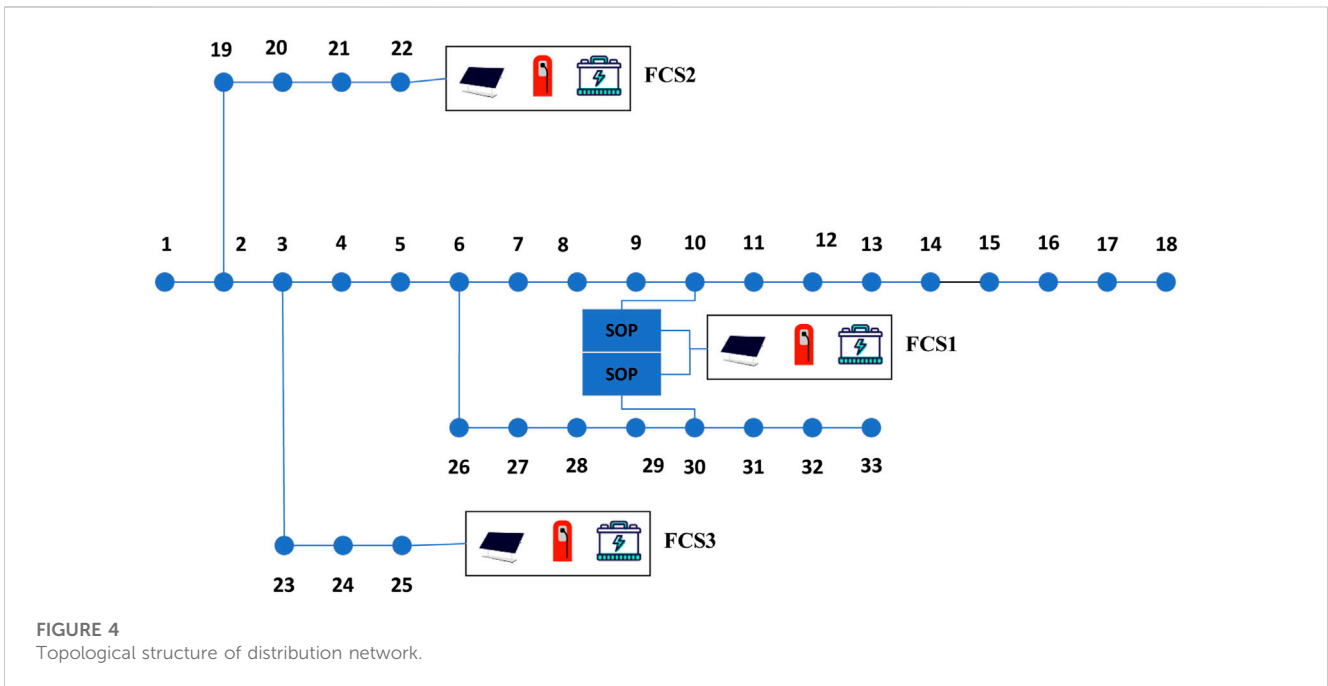 19 20 21 22
FCS2
1 2 3 4 5 6 7 8 9 10 11 12 13 14 15 16 17 18
SOP
FCS1
SOP
26 27 28 29 30 31 32 33
FCS3
23 24 25
FIGURE 4
Topological structure of distribution network.